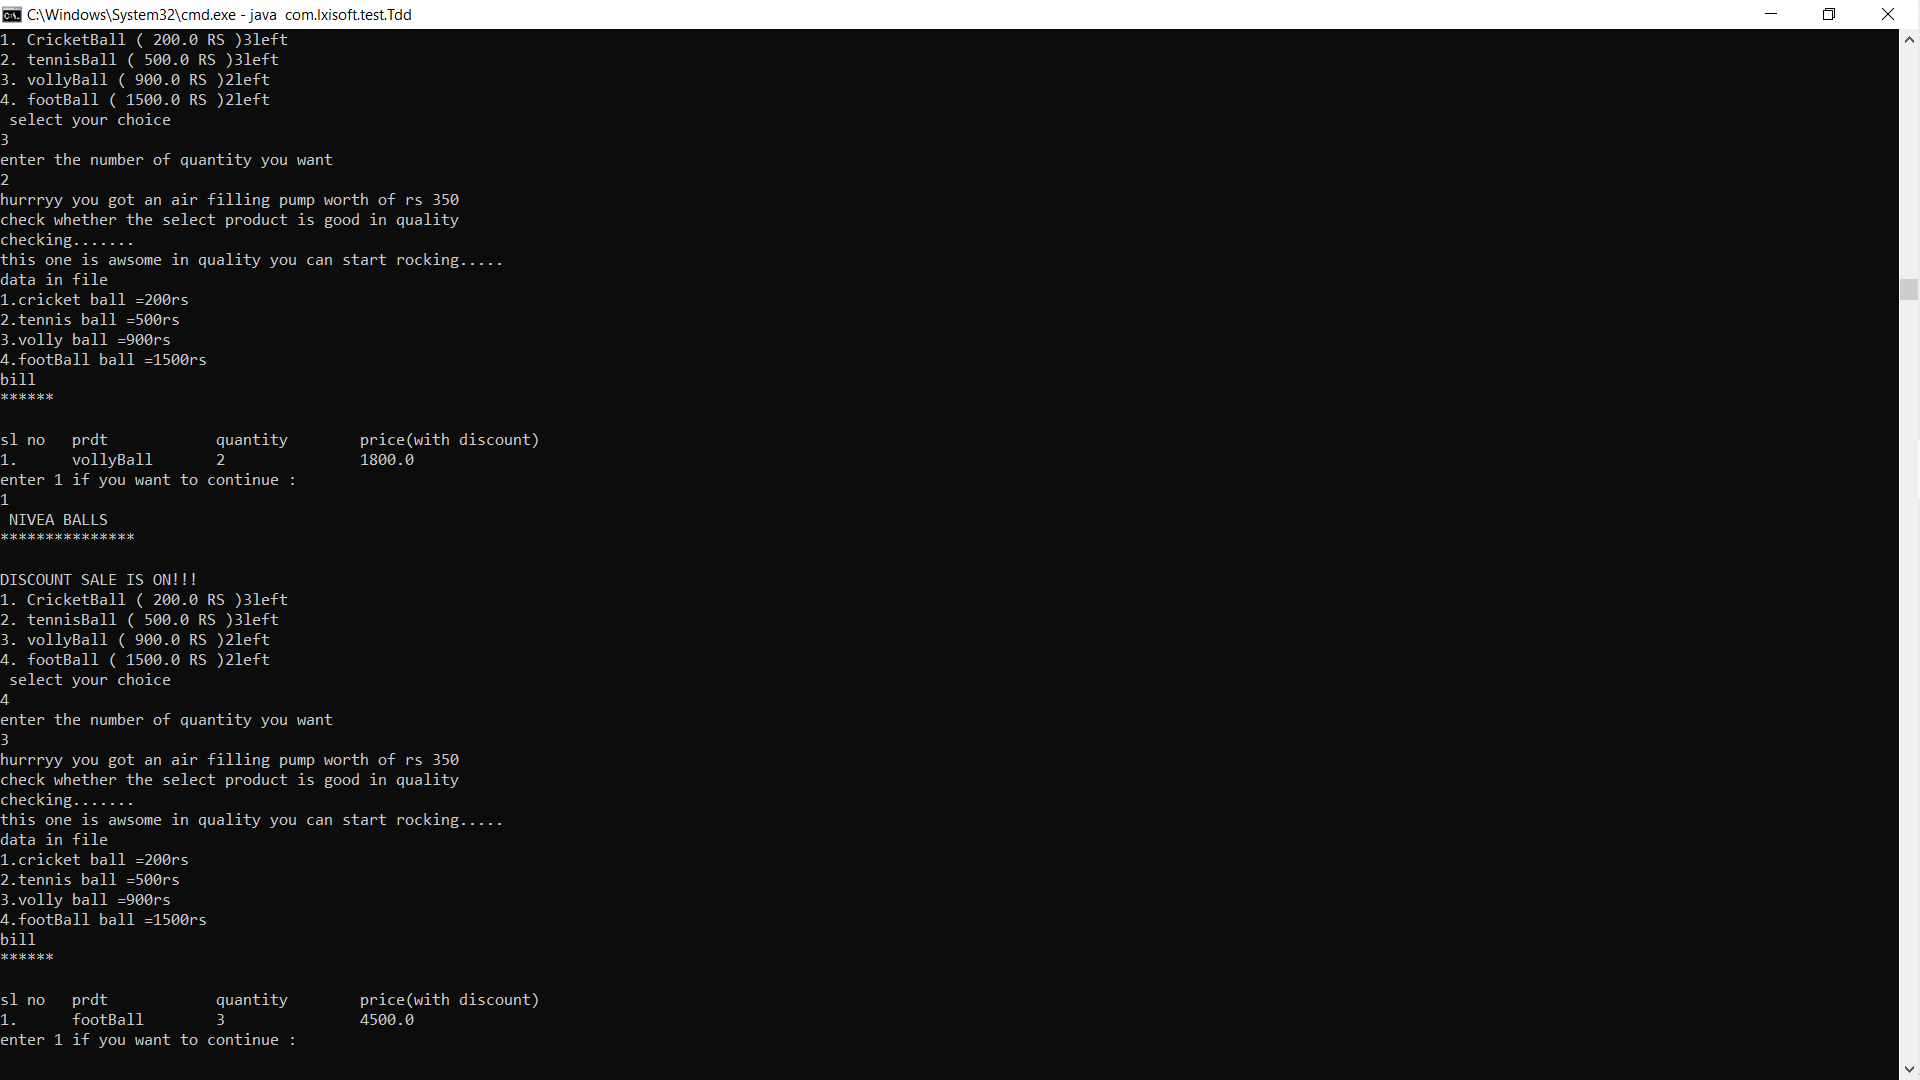 C:\Windows\System32\cmd.exe - java  com.lxisoft.test.Tdd
1. CricketBall ( 200.0 RS )3left
2. tennisBall ( 500.0 RS )3left
3. vollyBall ( 900.0 RS )2left
4. footBall ( 1500.0 RS )2left
 select your choice
3
enter the number of quantity you want
2
hurrryy you got an air filling pump worth of rs 350
check whether the select product is good in quality
checking.......
this one is awsome in quality you can start rocking.....
data in file
1.cricket ball =200rs
2.tennis ball =500rs
3.volly ball =900rs
4.footBall ball =1500rs
bill
******
sl no   prdt            quantity        price(with discount)
1.      vollyBall       2               1800.0
enter 1 if you want to continue :
1
 NIVEA BALLS
***************
DISCOUNT SALE IS ON!!!
1. CricketBall ( 200.0 RS )3left
2. tennisBall ( 500.0 RS )3left
3. vollyBall ( 900.0 RS )2left
4. footBall ( 1500.0 RS )2left
 select your choice
4
enter the number of quantity you want
3
hurrryy you got an air filling pump worth of rs 350
check whether the select product is good in quality
checking.......
this one is awsome in quality you can start rocking.....
data in file
1.cricket ball =200rs
2.tennis ball =500rs
3.volly ball =900rs
4.footBall ball =1500rs
bill
******
sl no   prdt            quantity        price(with discount)
1.      footBall        3               4500.0
enter 1 if you want to continue :